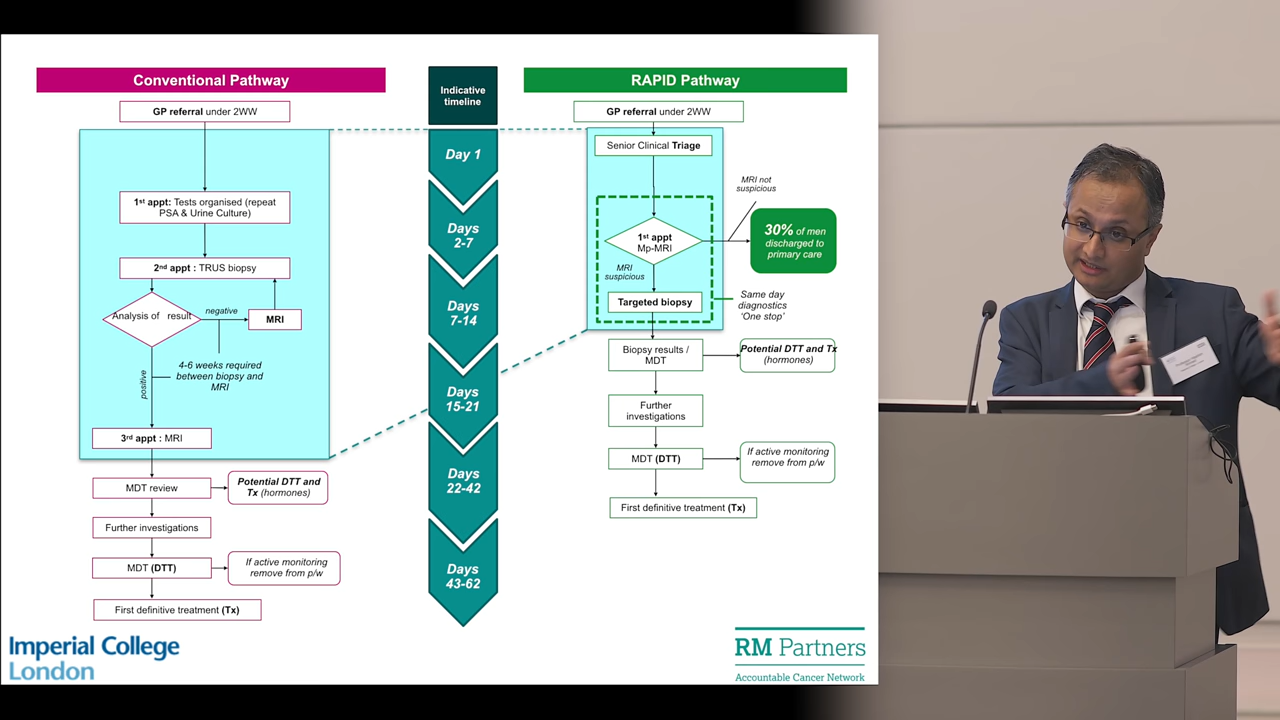 Conventional Pathway
GP referral under 2WW
1st appt: Tests organised (repeat
PSA & Urine Culture)
2nd appt : TRUS biopsy
Analysis of result
negative
MRI
4-6 weeks required
between biopsy and
MRI
positive
3rd appt : MRI
MDT review
Potential DTT and
Tx (hormones)
Further investigations
MDT (DTT)
If active monitoring
remove from p/w
First definitive treatment (Tx)
Indicative
timeline
Day 1
Days
2-7
Days
7-14
Days
15-21
Days
22-42
Days
43-62
RAPID Pathway
GP referral under 2WW
Senior Clinical Triage
MRI not
suspicious
1st appt
Mp-MRI
30% of men
discharged to
primary care
MRI
suspicious
Targeted biopsy
Same day
diagnostics
'One stop'
Biopsy results /
MDT
Potential DTT and Tx
(hormones)
Further
investigations
MDT (DTT)
If active monitoring
remove from p/w
First definitive treatment (Tx)
Imperial College
London
RM Partners
Accountable Cancer Network